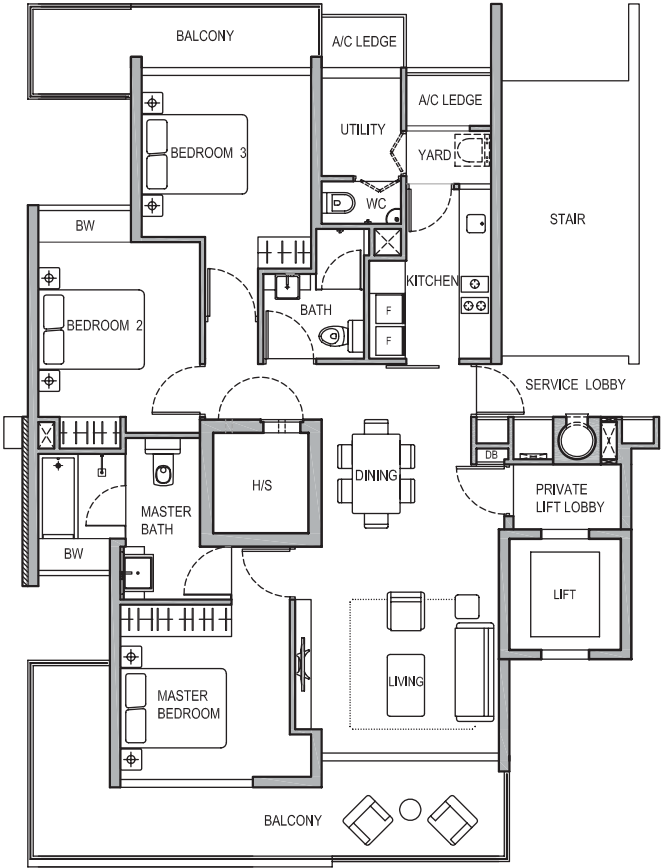 BALCONY
A/C LEDGE
A/C LEDGE
UTILITY
BEDROOM 3
YARD
WC
BW
STAIR
KITCHEN
BATH
F
BEDROOM 2
F
SERVICE LOBBY
DB
DINING
H/S
PRIVATE
LIFT LOBBY
MASTER
BATH
BW
LIFT
LIVING
MASTER
BEDROOM
BALCONY